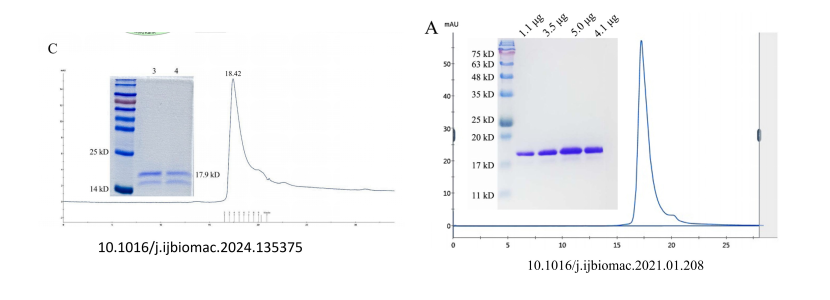 C
3 4
18.42
25 kD
17.9 kD
14 kD
10.1016/j.ijbiomac.2024.135375
A
mAU
1.1 µg 3.5 µg 5.0 µg 4.1 µg
75 kD
63 kD
48 kD
35 kD
25 kD
20 kD
17 kD
11 kD
50
40
30
20
10
0
0 5 10 15 20 25
10.1016/j.ijbiomac.2021.01.208